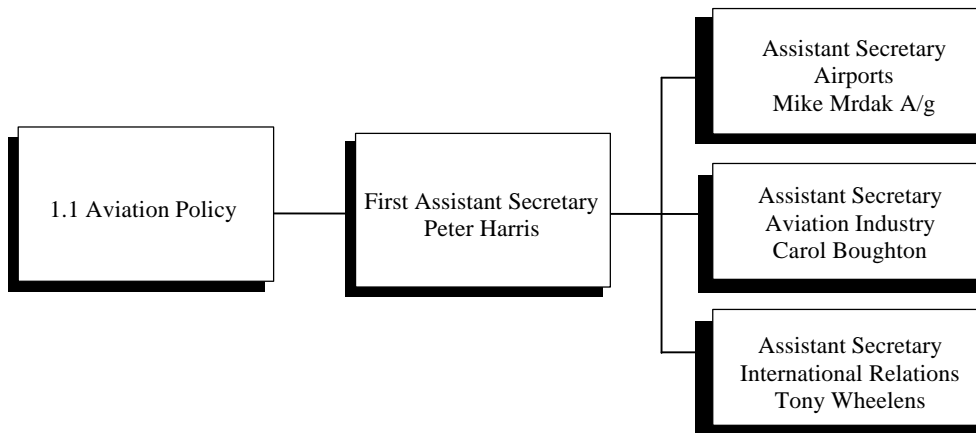 1.1 Aviation Policy
First Assistant Secretary
Peter Harris
Assistant Secretary
Airports
Mike Mrdak A/g
Assistant Secretary
Aviation Industry
Carol Boughton
Assistant Secretary
International Relations
Tony Wheelens